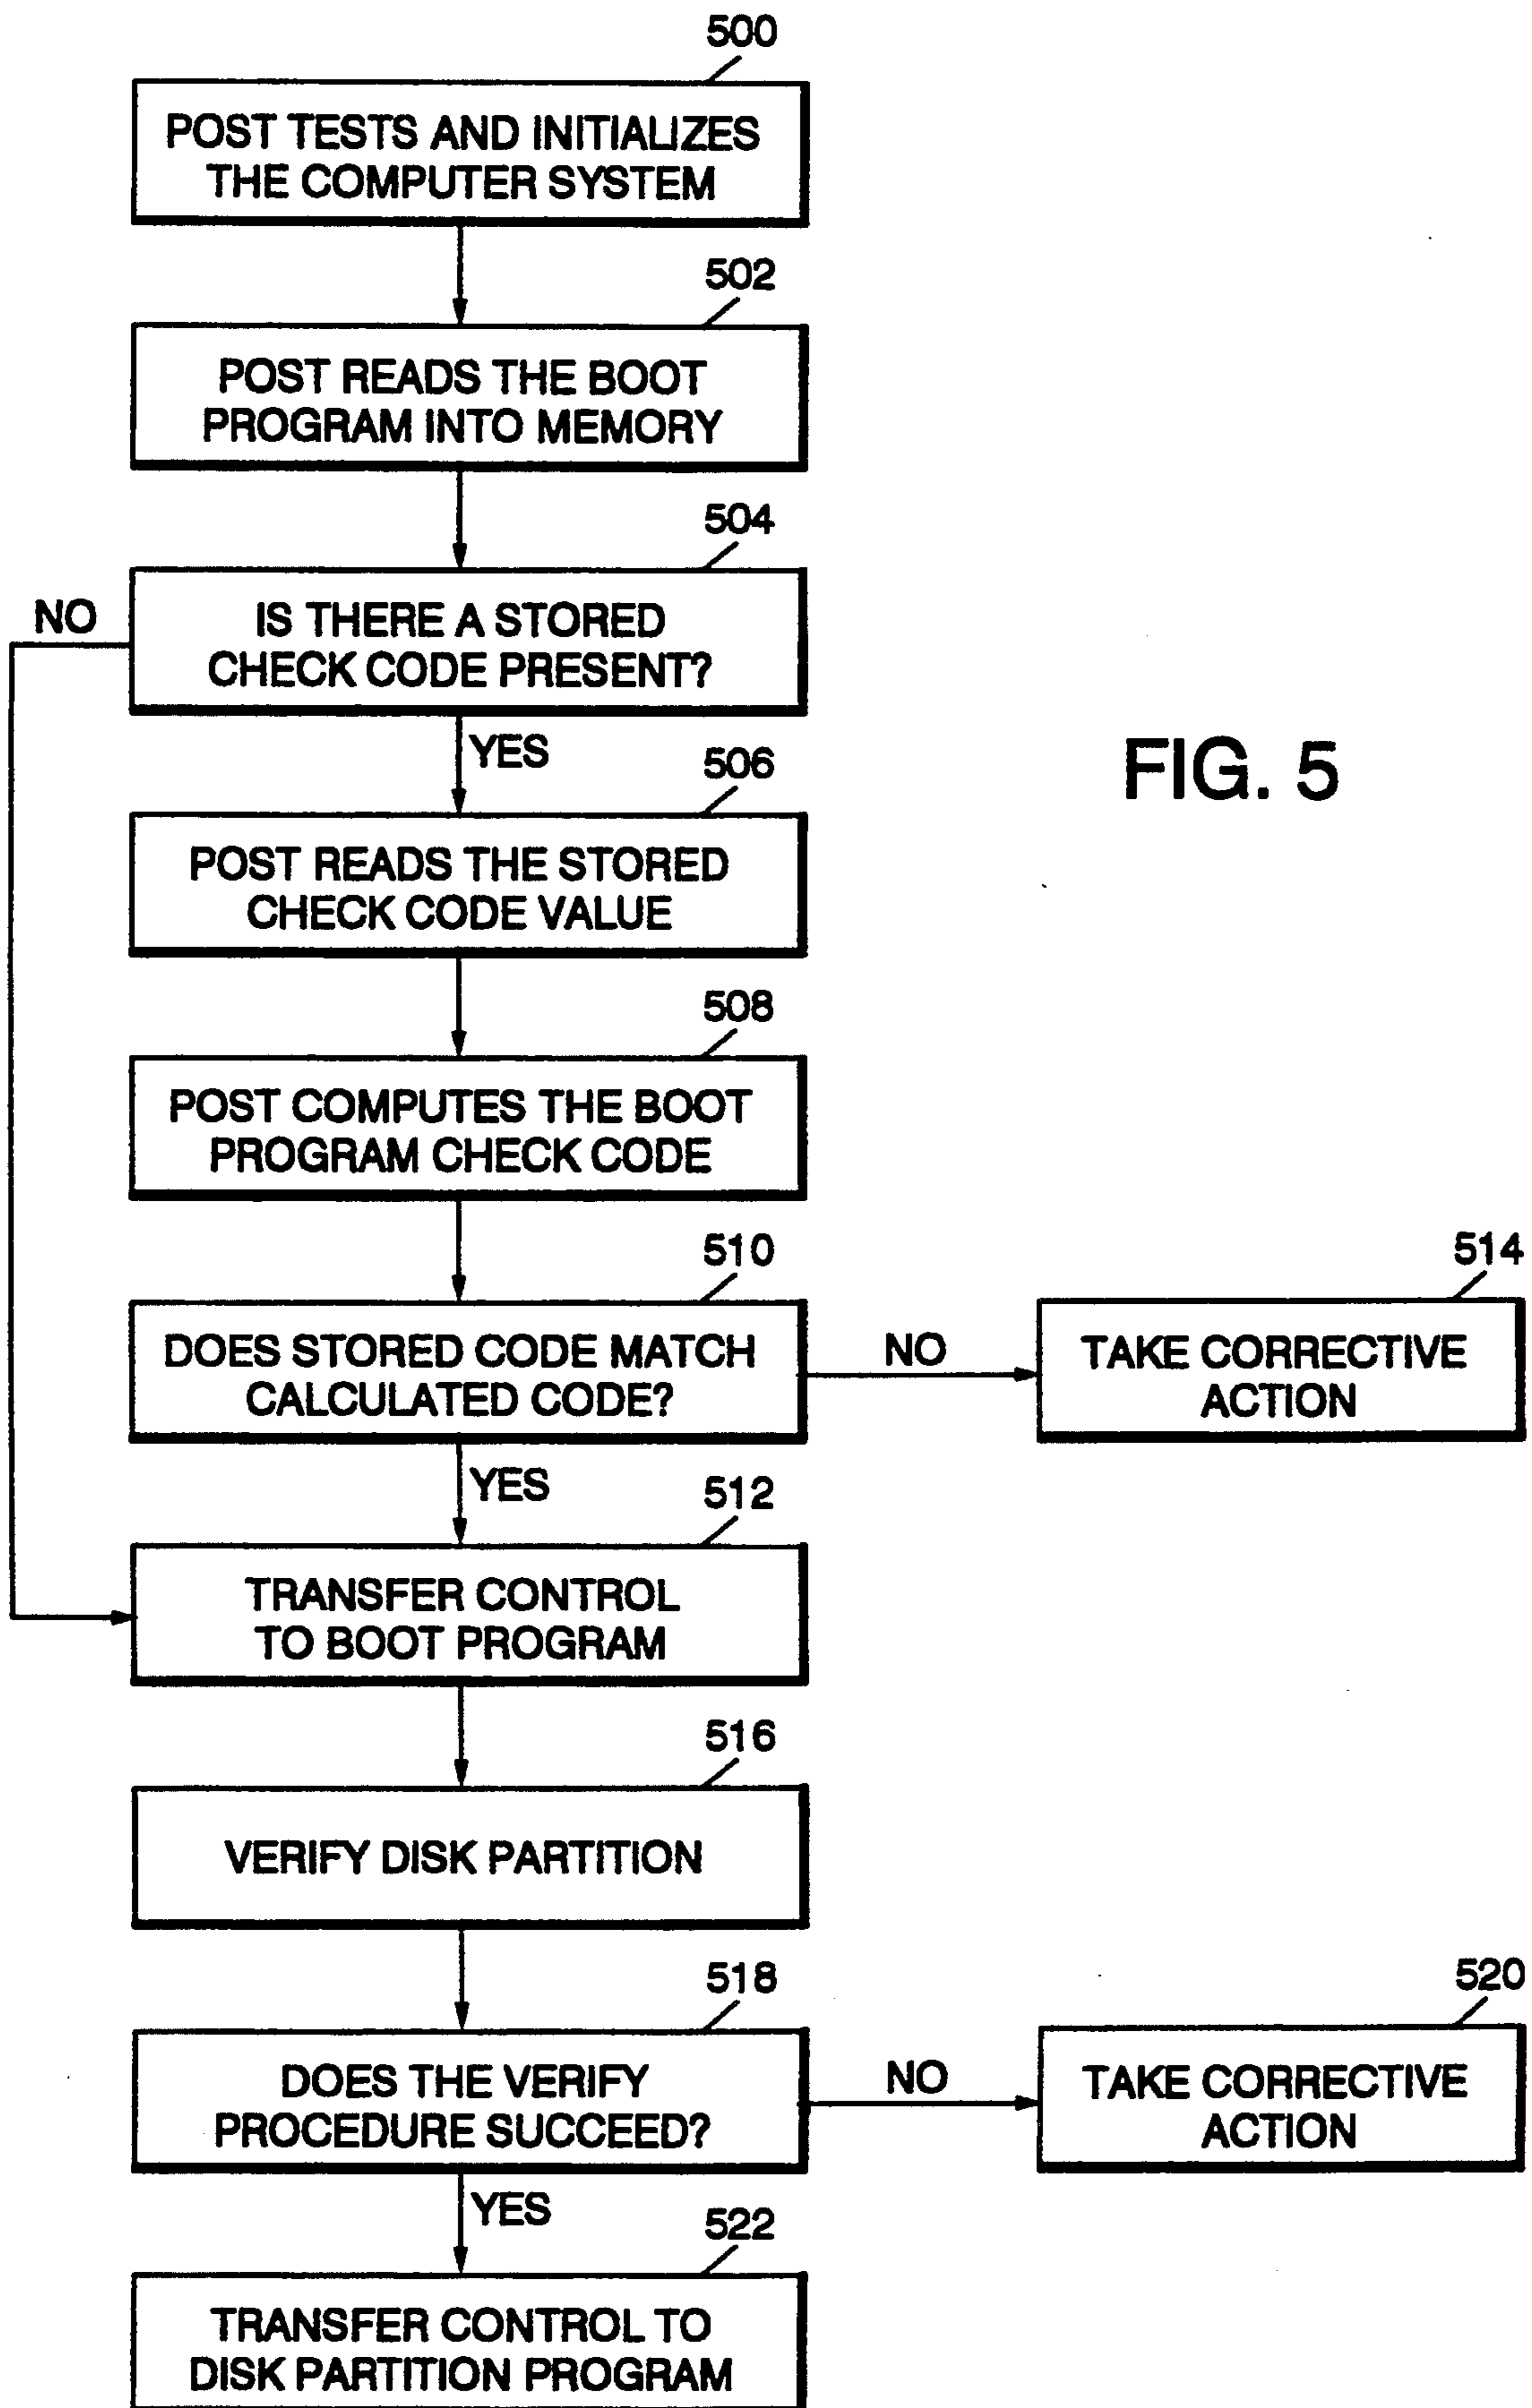 500
POST TESTS AND INITIALIZES
THE COMPUTER SYSTEM
502
POST READS THE BOOT
PROGRAM INTO MEMORY
504
NO
IS THERE A STORED
CHECK CODE PRESENT?
YES
FIG. 5
506
POST READS THE STORED
CHECK CODE VALUE
508
POST COMPUTES THE BOOT
PROGRAM CHECK CODE
510
DOES STORED CODE MATCH
CALCULATED CODE?
NO
514
TAKE CORRECTIVE
ACTION
YES
512
TRANSFER CONTROL
TO BOOT PROGRAM
516
VERIFY DISK PARTITION
518
DOES THE VERIFY
PROCEDURE SUCCEED?
NO
520
TAKE CORRECTIVE
ACTION
YES
522
TRANSFER CONTROL TO
DISK PARTITION PROGRAM